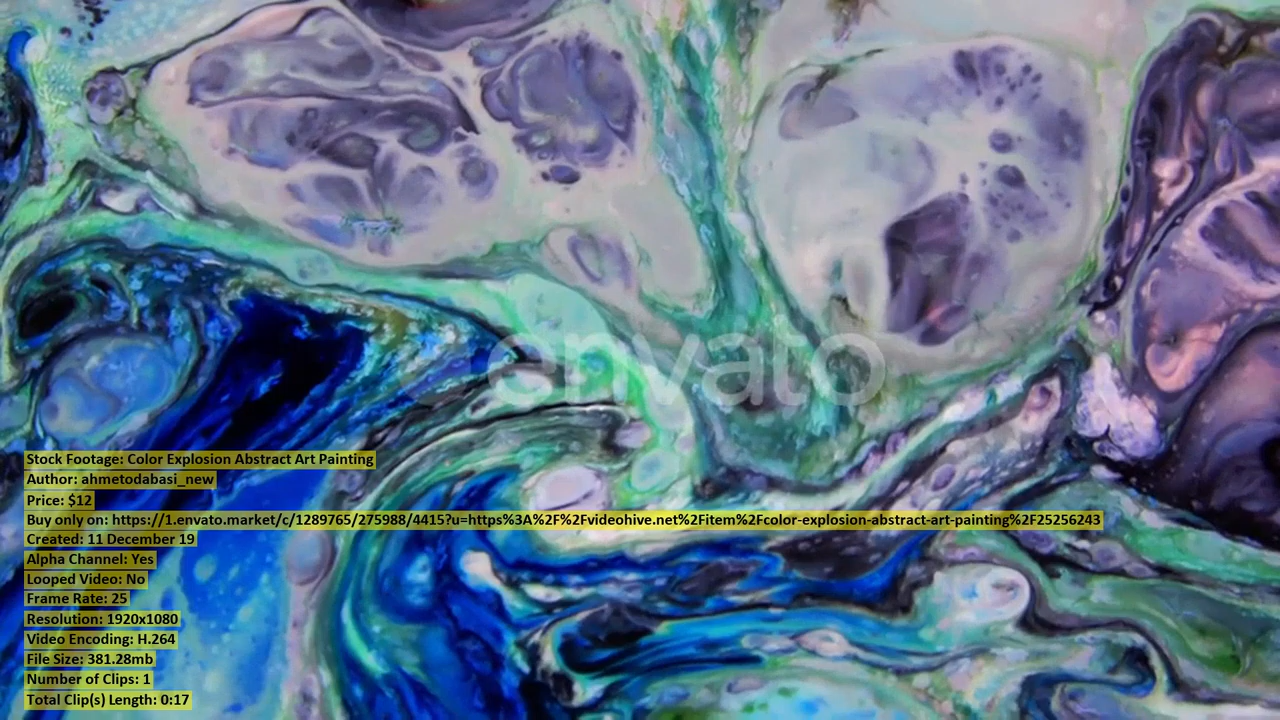 envato
Stock Footage: Color Explosion Abstract Art Painting
Author: ahmetodabasi_new
Price: $12
Buy only on: https://1.envato.market/c/1289765/275988/4415?u=https%3A%2F%2Fvideohive.net%2Fitem%2Fcolor-explosion-abstract-art-painting%2F25256243
Created: 11 December 19
Alpha Channel: Yes
Looped Video: No
Frame Rate: 25
Resolution: 1920x1080
Video Encoding: H.264
File Size: 381.28mb
Number of Clips: 1
Total Clip(s) Length: 0:17